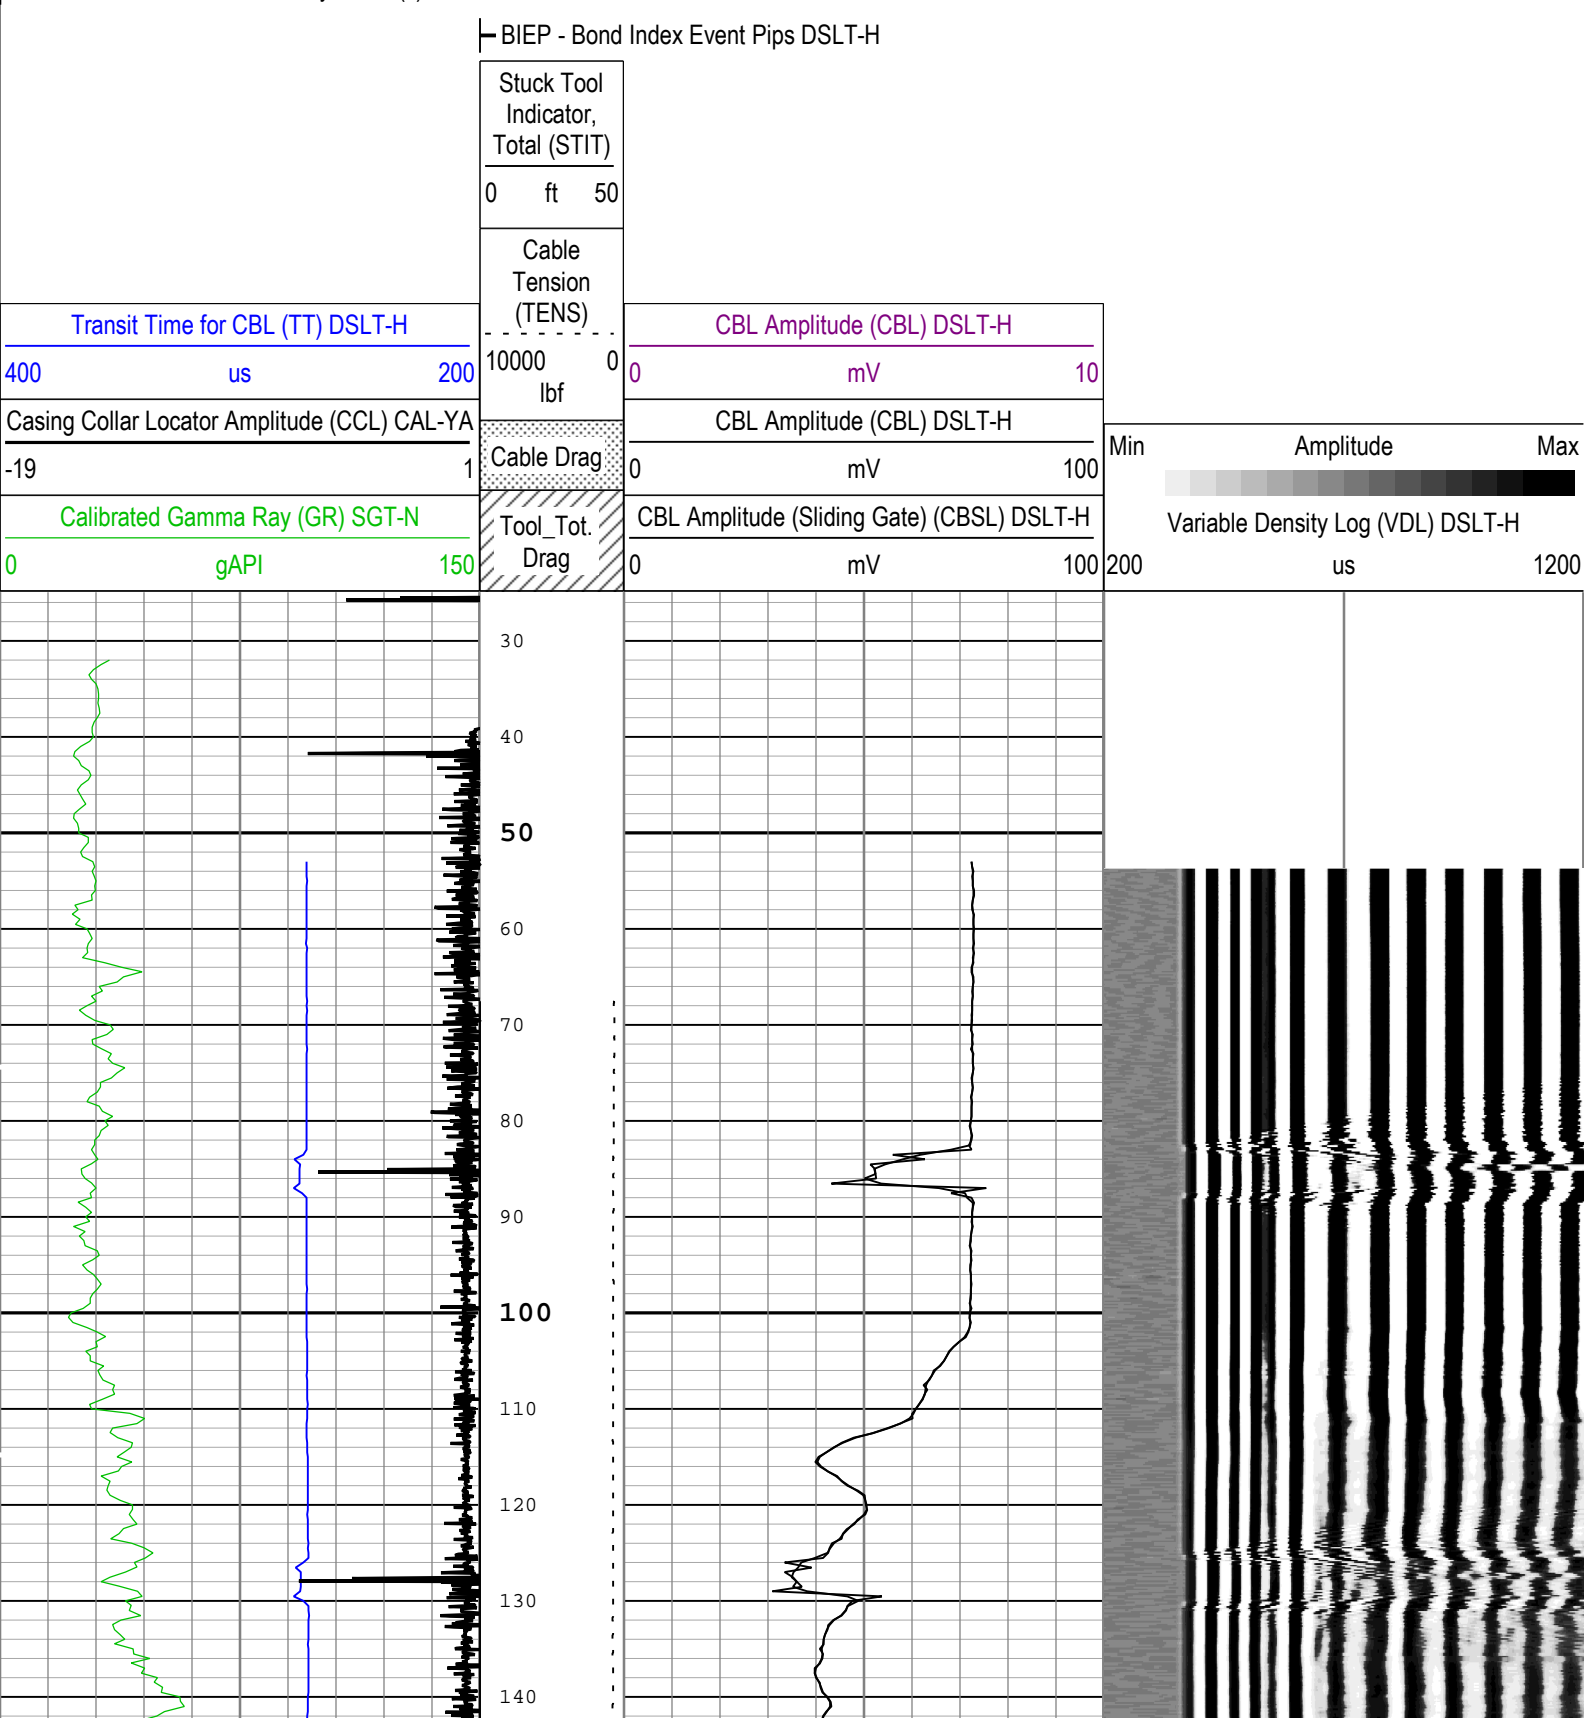 BIEP - Bond Index Event Pips DSLT-H
Stuck Tool
Indicator,
Total (STIT)
0 ft 50
Cable
Tension
(TENS)
10000 0
lbf
Cable Drag
Tool_Tot.
Drag
Transit Time for CBL (TT) DSLT-H
400 us 200
Casing Collar Locator Amplitude (CCL) CAL-YA
-19 1
Calibrated Gamma Ray (GR) SGT-N
0 gAPI 150
CBL Amplitude (CBL) DSLT-H
0 mV 10
CBL Amplitude (CBL) DSLT-H
0 mV 100
CBL Amplitude (Sliding Gate) (CBSL) DSLT-H
0 mV 100
Min Amplitude Max
Variable Density Log (VDL) DSLT-H
200 us 1200
30
40
50
60
70
80
90
100
110
120
130
140